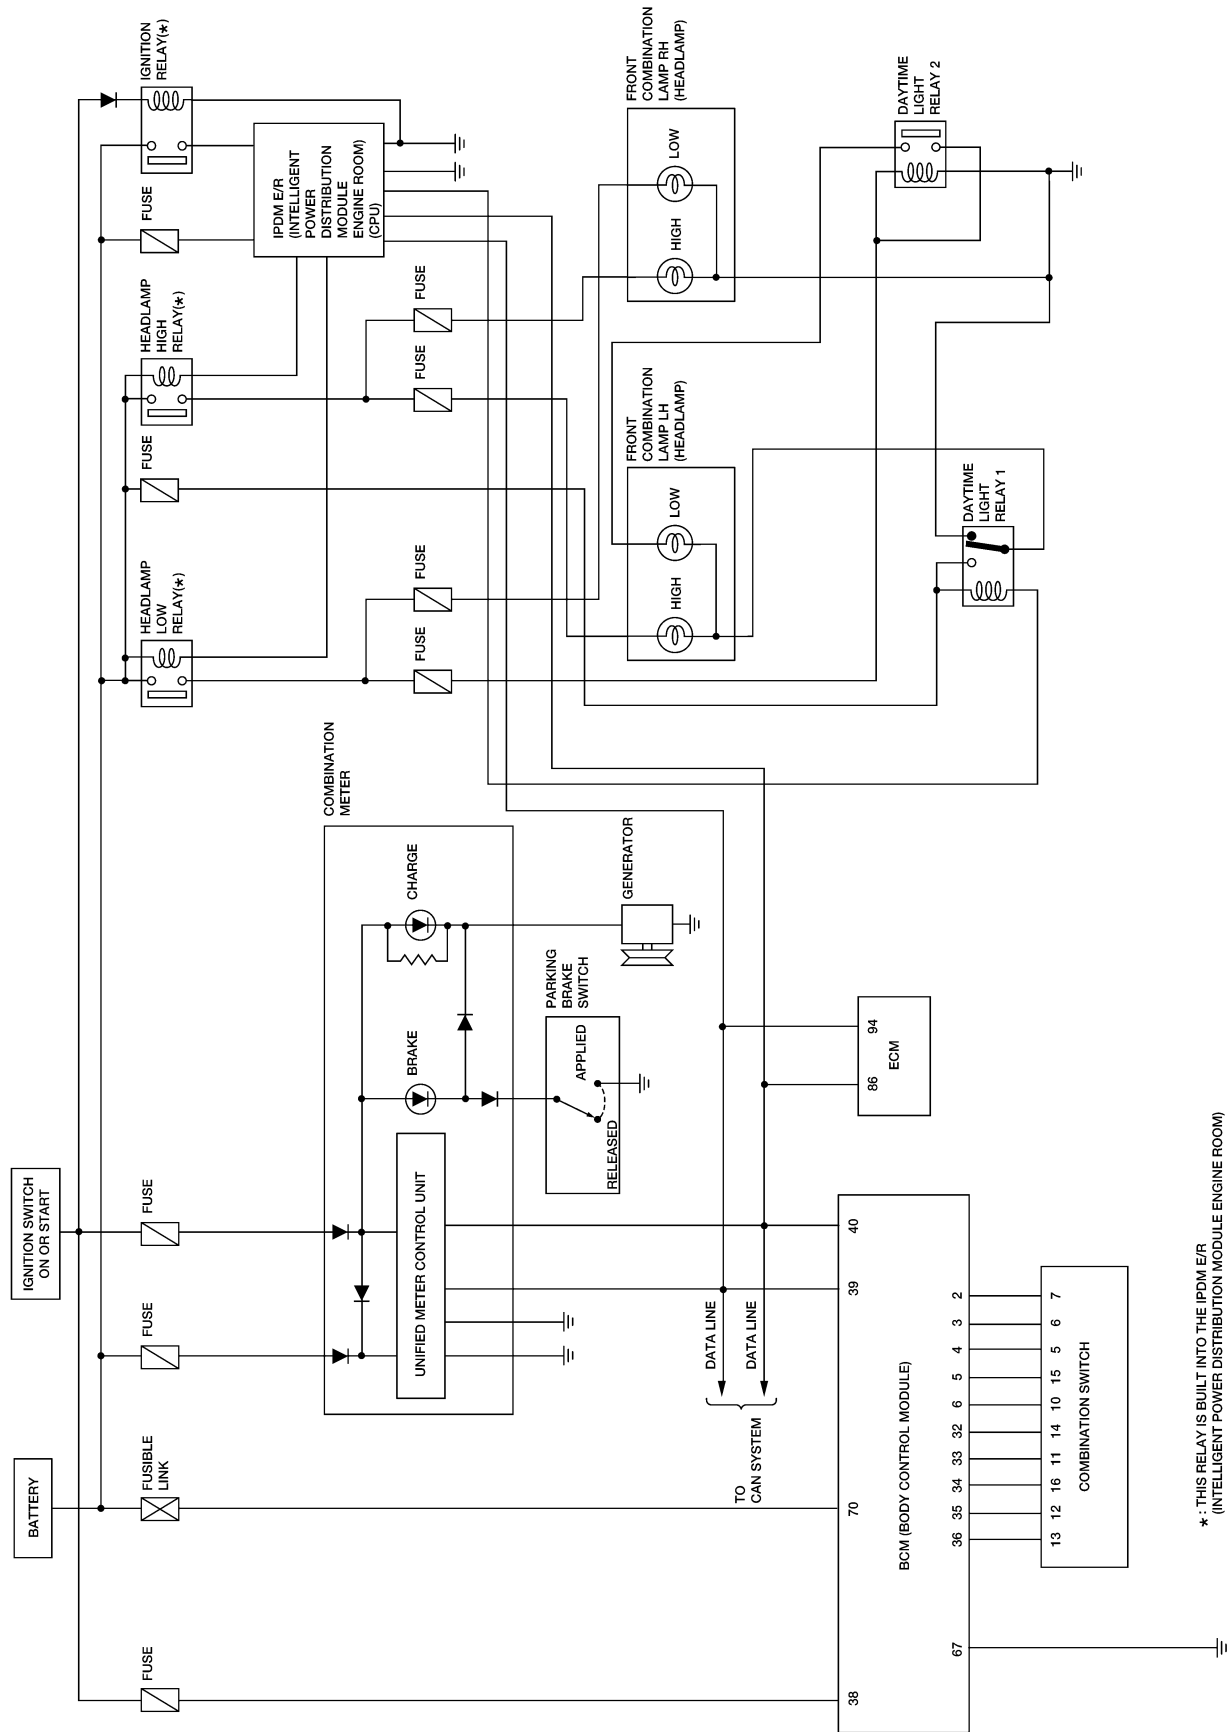 IGNITION SWITCH
ON OR START
BATTERY
FUSE
FUSIBLE
LINK
FUSE
FUSE
HEADLAMP
LOW
RELAY(*)
FUSE
HEADLAMP
HIGH
RELAY(*)
FUSE
IGNITION
RELAY(*)
IPDM E/R
(INTELLIGENT
POWER
DISTRIBUTION
MODULE
ENGINE ROOM)
(CPU)
COMBINATION
METER
UNIFIED METER CONTROL UNIT
BRAKE
CHARGE
FUSE
FUSE
FUSE
FUSE
PARKING
BRAKE
SWITCH
RELEASED
APPLIED
GENERATOR
FRONT
COMBINATION
LAMP LH
(HEADLAMP)
HIGH
LOW
FRONT
COMBINATION
LAMP RH
(HEADLAMP)
HIGH
LOW
DATA LINE
DATA LINE
TO
CAN SYSTEM
38
70
39
40
BCM (BODY CONTROL MODULE)
67
36
35
34
33
32
6
5
4
3
2
13
12
16
11
14
10
15
5
6
7
COMBINATION SWITCH
86
94
ECM
DAYTIME
LIGHT
RELAY 1
DAYTIME
LIGHT
RELAY 2
* : THIS RELAY IS BUILT INTO THE IPDM E/R
(INTELLIGENT POWER DISTRIBUTION MODULE ENGINE ROOM)